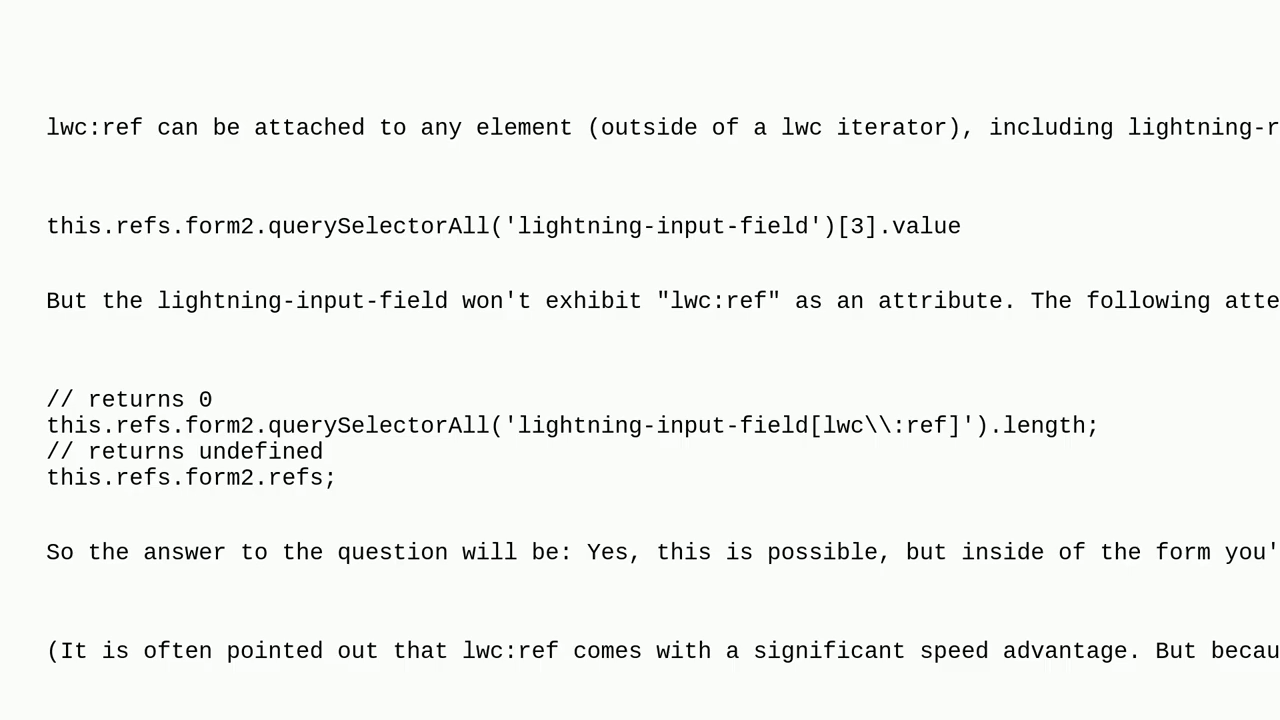 lwc:ref can be attached to any element (outside of a lwc iterator), including
this.refs.form2.querySelectorAll('lightning-input-field')[3].value
But the lightning-input-field won't exhibit "lwc:ref" as an attribute. The following
// returns 0
this.refs.form2.querySelectorAll('lightning-input-field[lwc\\:ref]').length;
// returns undefined
this.refs.form2.refs;
So the answer to the question will be: Yes, this is possible, but inside of the form
(It is often pointed out that lwc:ref comes with a significant speed advantage. But